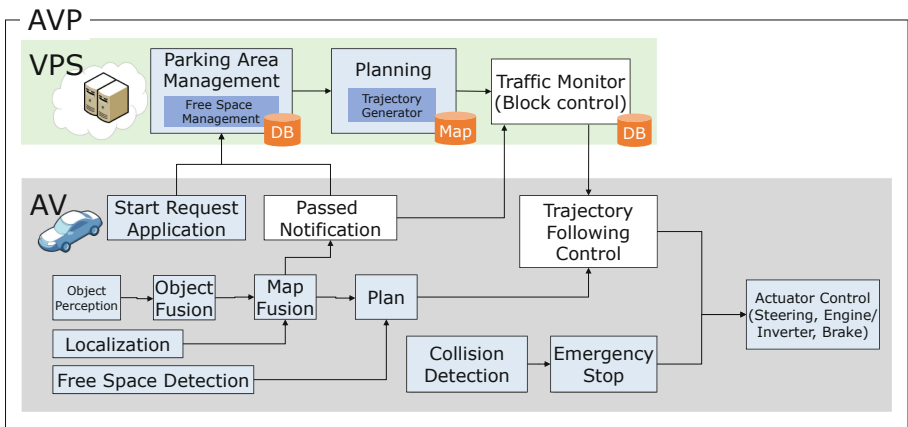 AVP
VPS
Parking Area
Management
Free Space
Management
DB
Planning
Trajectory
Generator
Map
Traffic Monitor
(Block control)
DB
AV
Start Request
Application
Passed
Notification
Trajectory
Following
Control
Object
Perception
Object
Fusion
Map
Fusion
Plan
Actuator Control
(Steering, Engine/
Inverter, Brake)
Localization
Free Space Detection
Collision
Detection
Emergency
Stop